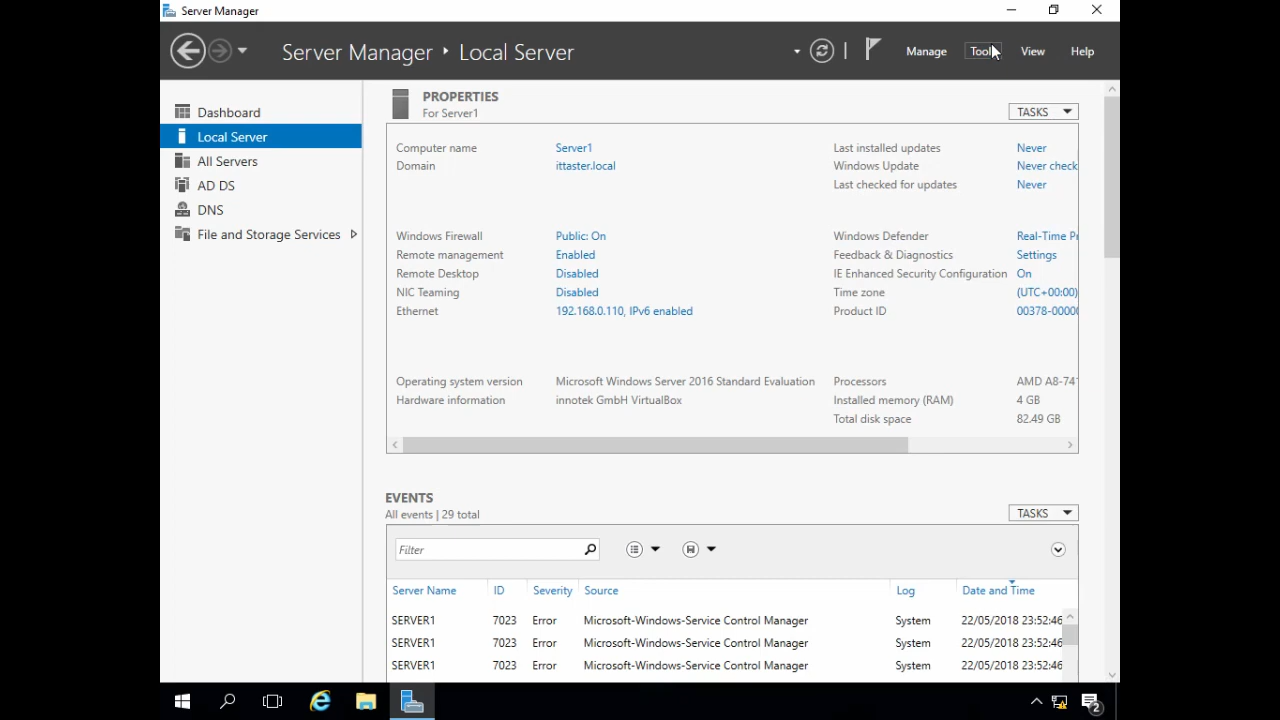 Server Manager
Server Manager ‣ Local Server
Manage Tools View Help
Dashboard
Local Server
All Servers
AD DS
DNS
File and Storage Services
PROPERTIES
For Server1
TASKS
Computer name Server1
Domain ittaster.local
Last installed updates Never
Windows Update Never check
Last checked for updates Never
Windows Firewall Public: On
Remote management Enabled
Remote Desktop Disabled
NIC Teaming Disabled
Ethernet 192.168.0.110, IPv6 enabled
Windows Defender Real-Time Pr
Feedback & Diagnostics Settings
IE Enhanced Security Configuration On
Time zone (UTC+00:00)
Product ID 00378-00000
Operating system version Microsoft Windows Server 2016 Standard Evaluation
Hardware information innotek GmbH VirtualBox
Processors AMD A8-741
Installed memory (RAM) 4 GB
Total disk space 82.49 GB
EVENTS
All events | 29 total
TASKS
Filter
Server Name ID Severity Source Log Date and Time
SERVER1 7023 Error Microsoft-Windows-Service Control Manager System 22/05/2018 23:52:46
SERVER1 7023 Error Microsoft-Windows-Service Control Manager System 22/05/2018 23:52:46
SERVER1 7023 Error Microsoft-Windows-Service Control Manager System 22/05/2018 23:52:46
2